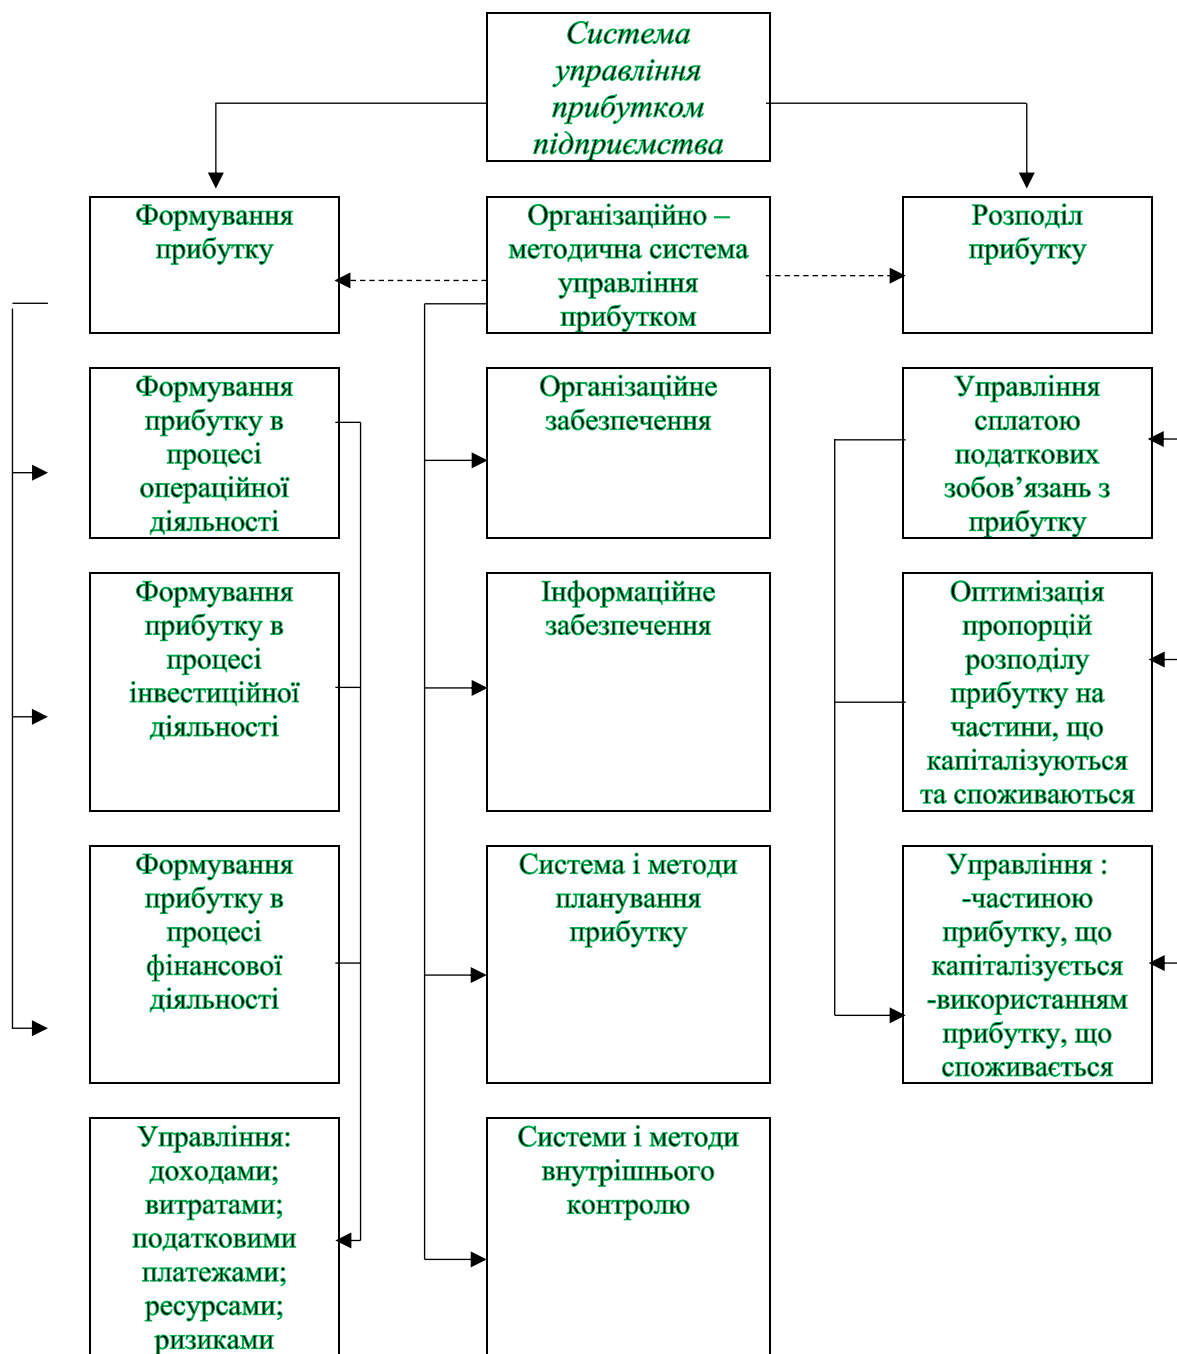 Система
управління
прибутком
підприємства
Формування
прибутку
Організаційно –
методична система
управління
прибутком
Розподіл
прибутку
Формування
прибутку в
процесі
операційної
діяльності
Організаційне
забезпечення
Управління
сплатою
податкових
зобов’язань з
прибутку
Формування
прибутку в
процесі
інвестиційної
діяльності
Інформаційне
забезпечення
Оптимізація
пропорцій
розподілу
прибутку на
частини, що
капіталізуються
та споживаються
Формування
прибутку в
процесі
фінансової
діяльності
Система і методи
планування
прибутку
Управління :
-частиною
прибутку, що
капіталізується
-використанням
прибутку, що
споживається
Управління:
доходами;
витратами;
податковими
платежами;
ресурсами;
ризиками
Системи і методи
внутрішнього
контролю